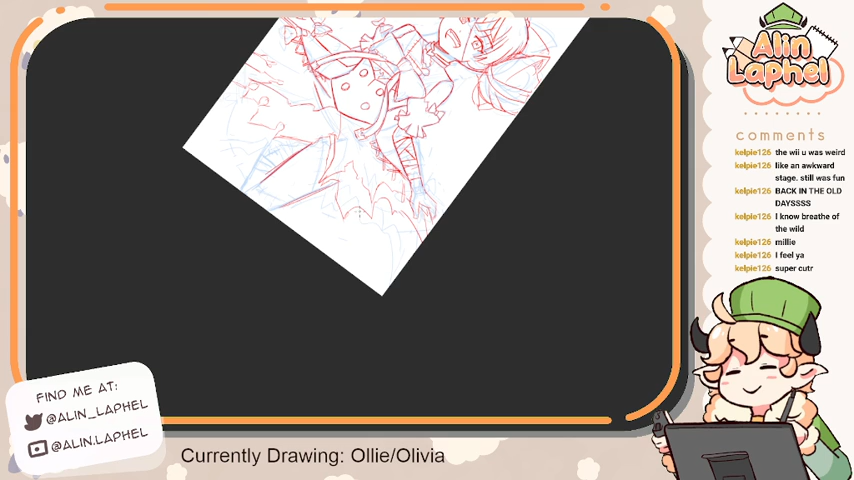 Alin
Laphel
comments
kelpie126 the wii u was weird
kelpie126 like an awkward
stage. still was fun
kelpie126 BACK IN THE OLD
DAYSSSS
kelpie126 I know breathe of
the wild
kelpie126 millie
kelpie126 I feel ya
kelpie126 super cutr
FIND ME AT:
@ALIN_LAPHEL
@ALIN.LAPHEL
Currently Drawing: Ollie/Olivia